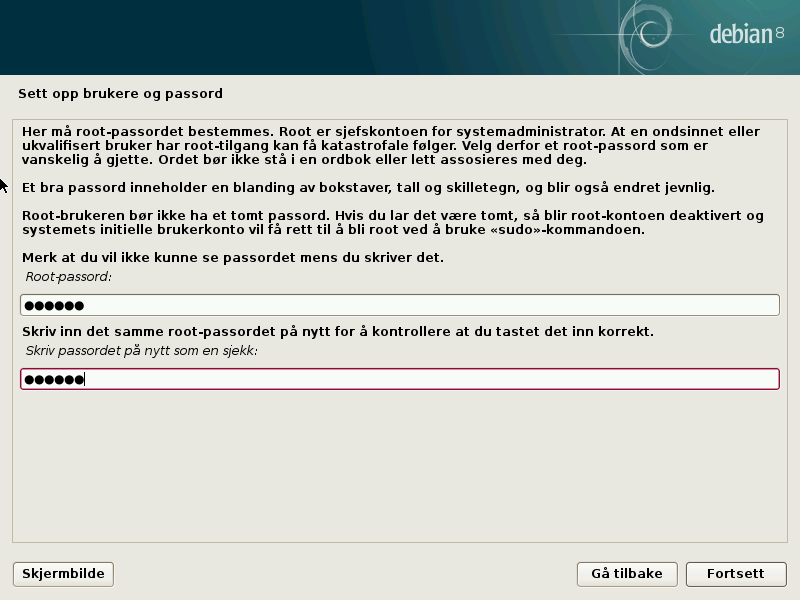 debian 8
Sett opp brukere og passord
Her må root-passordet bestemmes. Root er sjefskontoen for systemadministrator. At en ondsinnet eller
ukvalifisert bruker har root-tilgang kan få katastrofale følger. Velg derfor et root-passord som er
vanskelig å gjette. Ordet bør ikke stå i en ordbok eller lett assosieres med deg.
Et bra passord inneholder en blanding av bokstaver, tall og skilletegn, og blir også endret jevnlig.
Root-brukeren bør ikke ha et tomt passord. Hvis du lar det være tomt, så blir root-kontoen deaktivert og
systemets initielle brukerkonto vil få rett til å bli root ved å bruke «sudo»-kommandoen.
Merk at du vil ikke kunne se passordet mens du skriver det.
Root-passord:
●●●●●●
Skriv inn det samme root-passordet på nytt for å kontrollere at du tastet det inn korrekt.
Skriv passordet på nytt som en sjekk:
●●●●●●
Skjermbilde
Gå tilbake
Fortsett